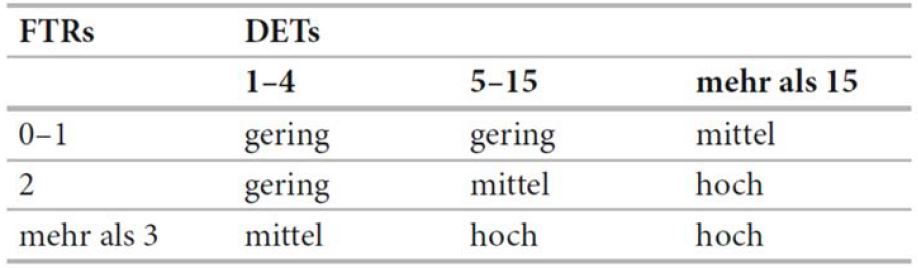 FTRs DETs
1–4 5–15 mehr als 15
0–1 gering gering mittel
2 gering mittel hoch
mehr als 3 mittel hoch hoch